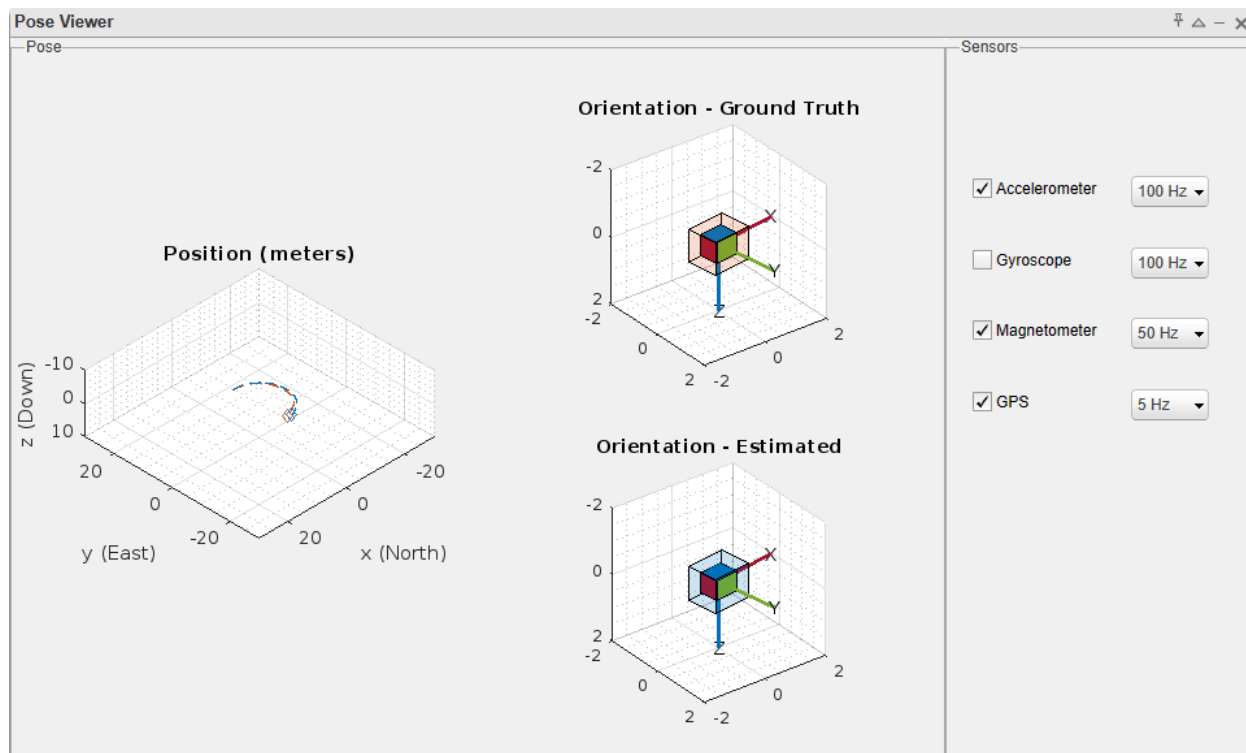 Pose Viewer
Pose
Position (meters)
-10
0
10
z (Down)
20
0
-20
y (East)
-20
0
20
x (North)
Orientation - Ground Truth
-2
0
2
-2
0
2
-2
0
2
X
Y
Z
Orientation - Estimated
-2
0
2
-2
0
2
-2
0
2
X
Y
Z
Sensors
Accelerometer 100 Hz
Gyroscope 100 Hz
Magnetometer 50 Hz
GPS 5 Hz